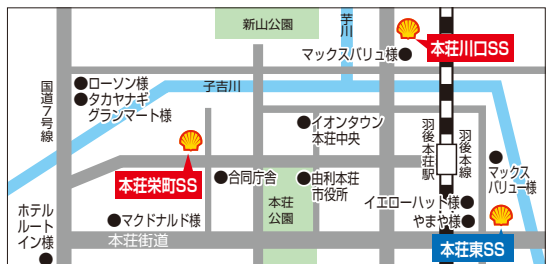 新山公園
芋川
本荘川口SS
マックスバリュ様
国道7号線
ローソン様
タカヤナギ
グランマート様
子吉川
イオンタウン
本荘中央
羽後本荘駅
羽後本線
本荘栄町SS
合同庁舎
由利本荘
市役所
マックス
バリュー様
本荘
公園
イエローハット様
やまや様
ホテル
ルート
イン様
マクドナルド様
本荘街道
本荘東SS